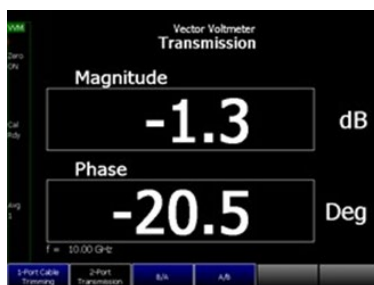 VVM
Vector Voltmeter
Transmission
Zero
ON
Magnitude
-1.3 dB
Cal
Rdy
Phase
-20.5 Deg
Avg
1
f = 10.00 GHz
1-Port Cable
Trimming
2-Port
Transmission
B/A
A/B